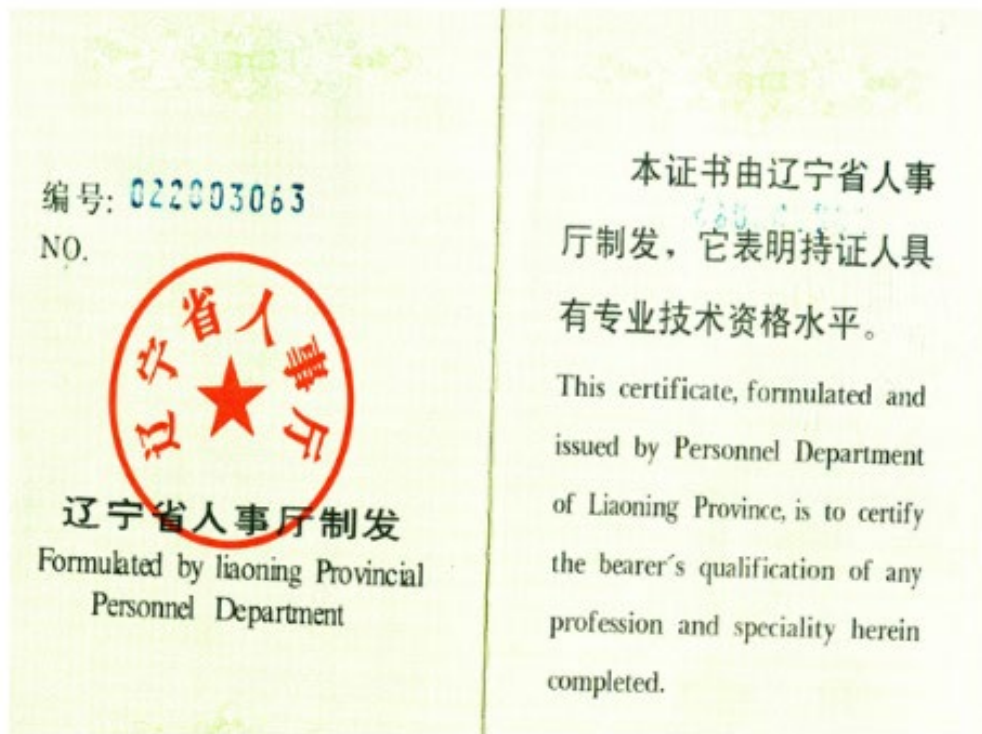 编号: 022803063
NO.
辽宁省人事厅
辽宁省人事厅制发
Formulated by liaoning Provincial
Personnel Department
本证书由辽宁省人事
厅制发，它表明持证人具
有专业技术资格水平。
This certificate, formulated and
issued by Personnel Department
of Liaoning Province, is to certify
the bearer´s qualification of any
profession and speciality herein
completed.